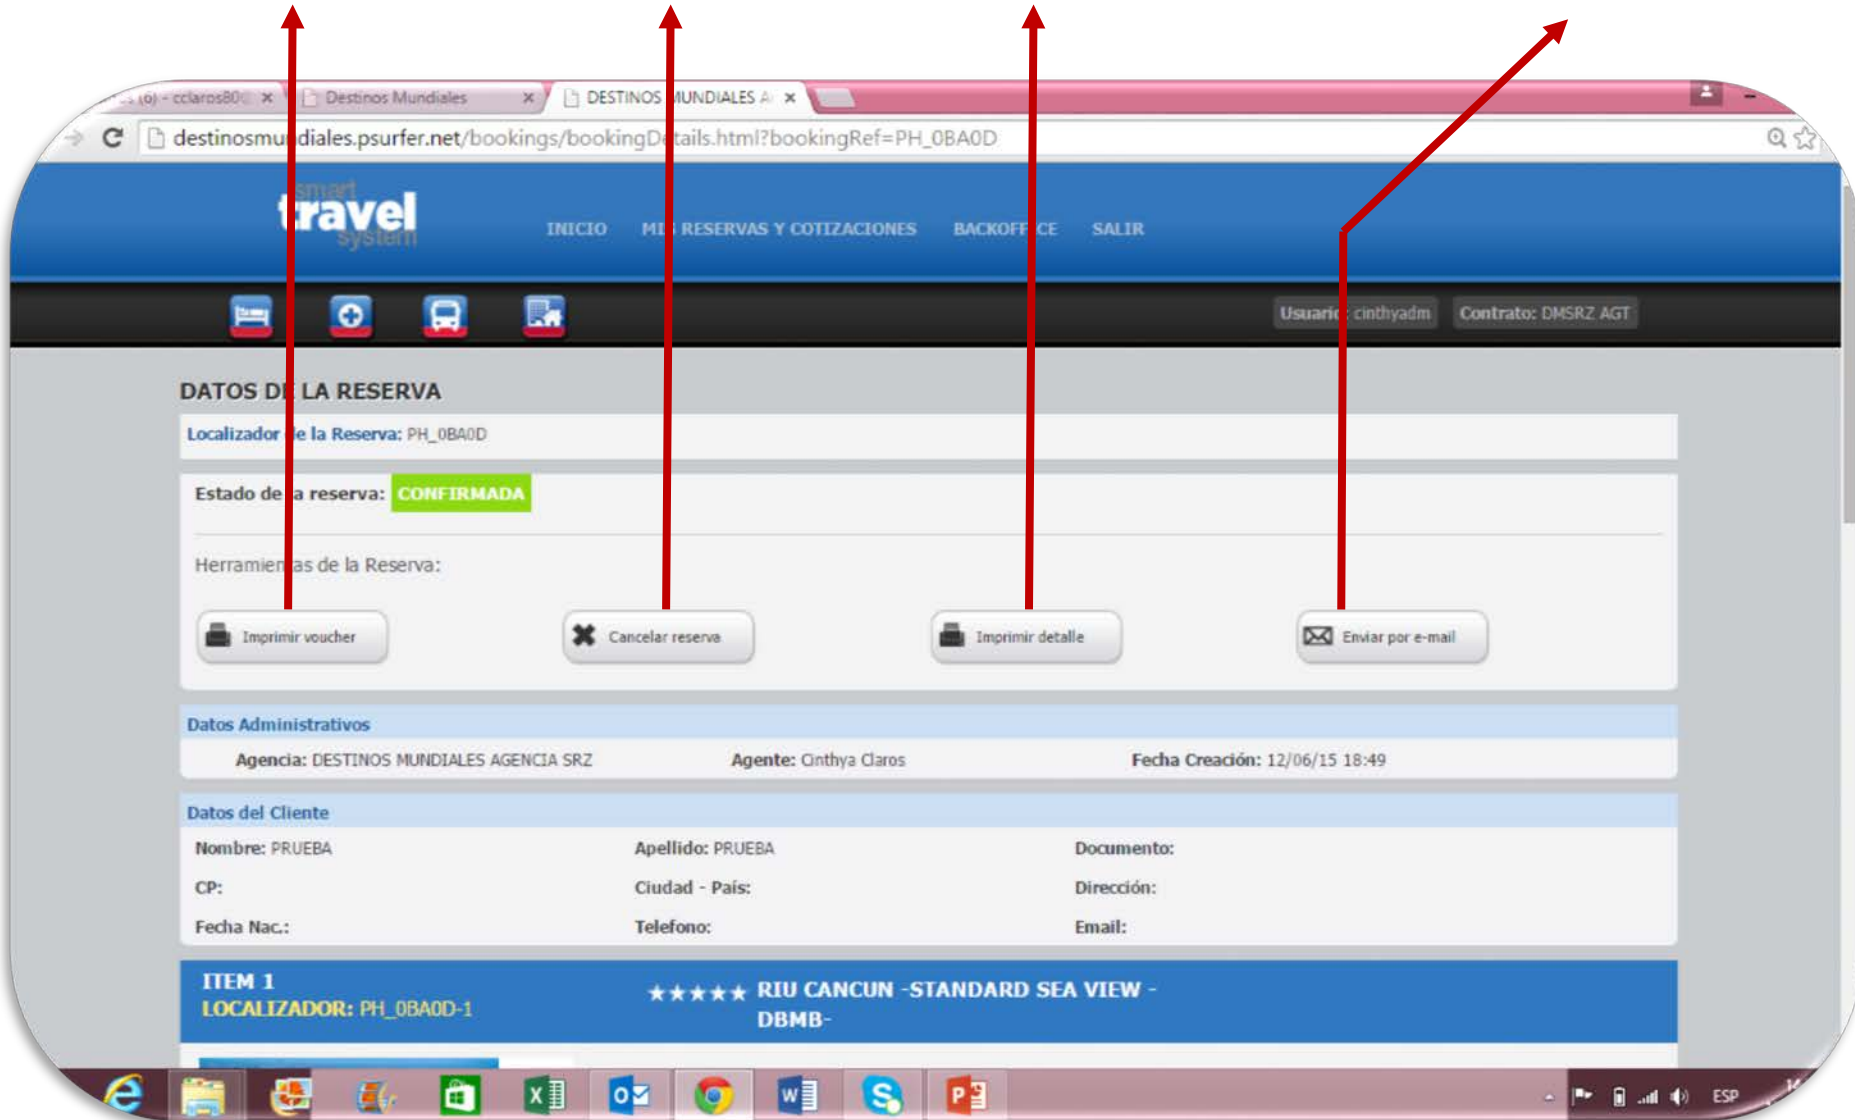 (6) - cclaros80
Destinos Mundiales
DESTINOS MUNDIALES A
destinosmundiales.psurfer.net/bookings/bookingDetails.html?bookingRef=PH_0BA0D
smart
travel
system
INICIO MIS RESERVAS Y COTIZACIONES BACKOFFICE SALIR
Usuario: cinthyadm Contrato: DMSRZ AGT
DATOS DE LA RESERVA
Localizador de la Reserva: PH_0BA0D
Estado de la reserva: CONFIRMADA
Herramientas de la Reserva:
Imprimir voucher Cancelar reserva Imprimir detalle Enviar por e-mail
Datos Administrativos
Agencia: DESTINOS MUNDIALES AGENCIA SRZ Agente: Cinthya Claros Fecha Creación: 12/06/15 18:49
Datos del Cliente
Nombre: PRUEBA Apellido: PRUEBA Documento:
CP: Ciudad - País: Dirección:
Fecha Nac.: Telefono: Email:
ITEM 1
LOCALIZADOR: PH_0BA0D-1
RIU CANCUN -STANDARD SEA VIEW -
DBMB-
ESP